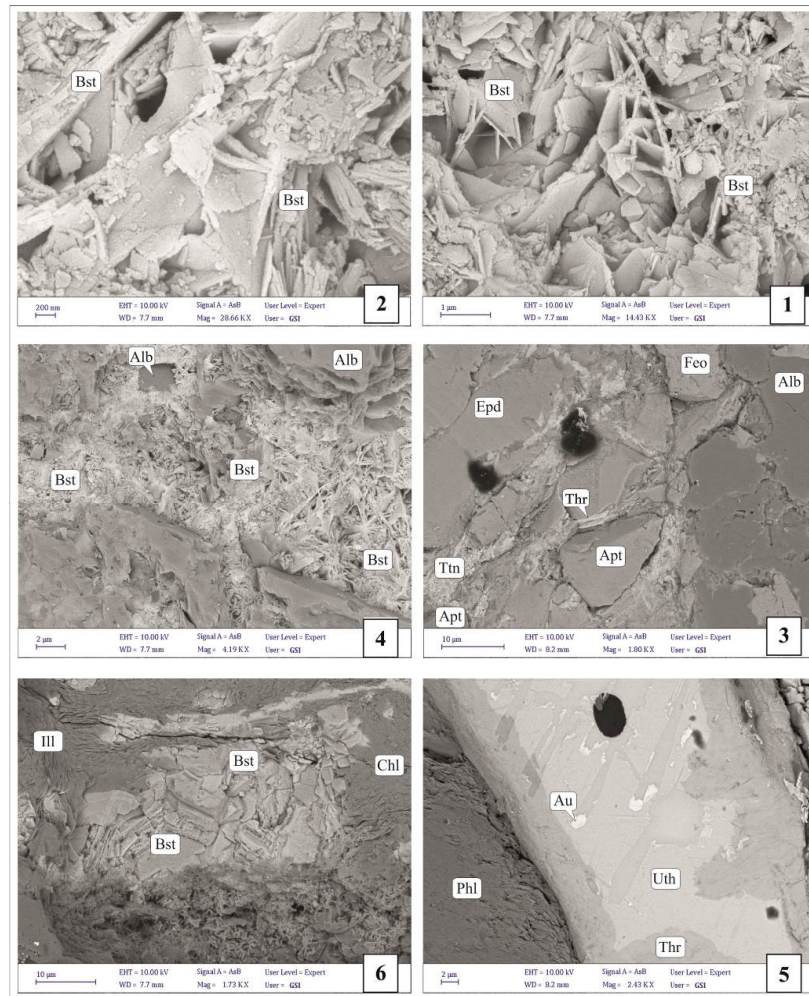 Bst
Bst
200 nm
EHT = 10.00 kV Signal A = AsB User Level = Expert
WD = 7.7 mm Mag = 28.66 K X User = GSI
2
Bst
Bst
1 µm
EHT = 10.00 kV Signal A = AsB User Level = Expert
WD = 7.7 mm Mag = 14.43 K X User = GSI
1
Alb
Alb
Bst
Bst
Bst
2 µm
EHT = 10.00 kV Signal A = AsB User Level = Expert
WD = 7.7 mm Mag = 4.19 K X User = GSI
4
Feo
Alb
Epd
Thr
Apt
Ttn
Apt
10 µm
EHT = 10.00 kV Signal A = AsB User Level = Expert
WD = 8.2 mm Mag = 1.80 K X User = GSI
3
Ill
Bst
Chl
Bst
10 µm
EHT = 10.00 kV Signal A = AsB User Level = Expert
WD = 7.7 mm Mag = 1.73 K X User = GSI
6
Au
Phl
Uth
Thr
2 µm
EHT = 10.00 kV Signal A = AsB User Level = Expert
WD = 8.2 mm Mag = 2.43 K X User = GSI
5